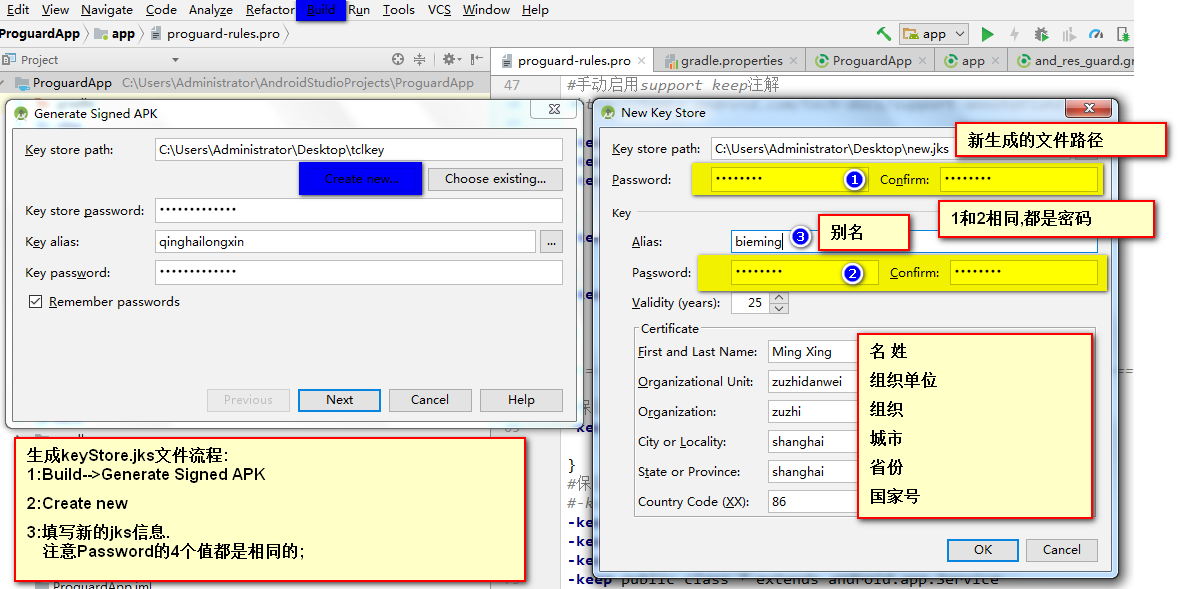 Edit View Navigate Code Analyze Refactor Build Run Tools VCS Window Help
ProguardApp app proguard-rules.pro
app
Project
proguard-rules.pro gradle.properties ProguardApp app and_res_guard.gr
ProguardApp C:\Users\Administrator\AndroidStudioProjects\ProguardApp
47 #手动启用support keep注解
Generate Signed APK
Key store path: C:\Users\Administrator\Desktop\tclkey
Create new... Choose existing...
Key store password: •••••••••••••
Key alias: qinghailongxin ...
Key password: •••••••••••••
Remember passwords
Previous Next Cancel Help
New Key Store
Key store path: C:\Users\Administrator\Desktop\new.jks
新生成的文件路径
Password: •••••••• 1 Confirm: ••••••••
1和2相同,都是密码
Key
Alias: bieming 3 别名
Password: •••••••• 2 Confirm: ••••••••
Validity (years): 25
Certificate
First and Last Name: Ming Xing 名 姓
Organizational Unit: zuzhidanwei 组织单位
Organization: zuzhi 组织
City or Locality: shanghai 城市
State or Province: shanghai 省份
Country Code (XX): 86 国家号
OK Cancel
生成keyStore.jks文件流程:
1:Build-->Generate Signed APK
2:Create new
3:填写新的jks信息.
注意Password的4个值都是相同的;
}
#保
-keep public class * extends android.app.Service
ProguardApp.iml